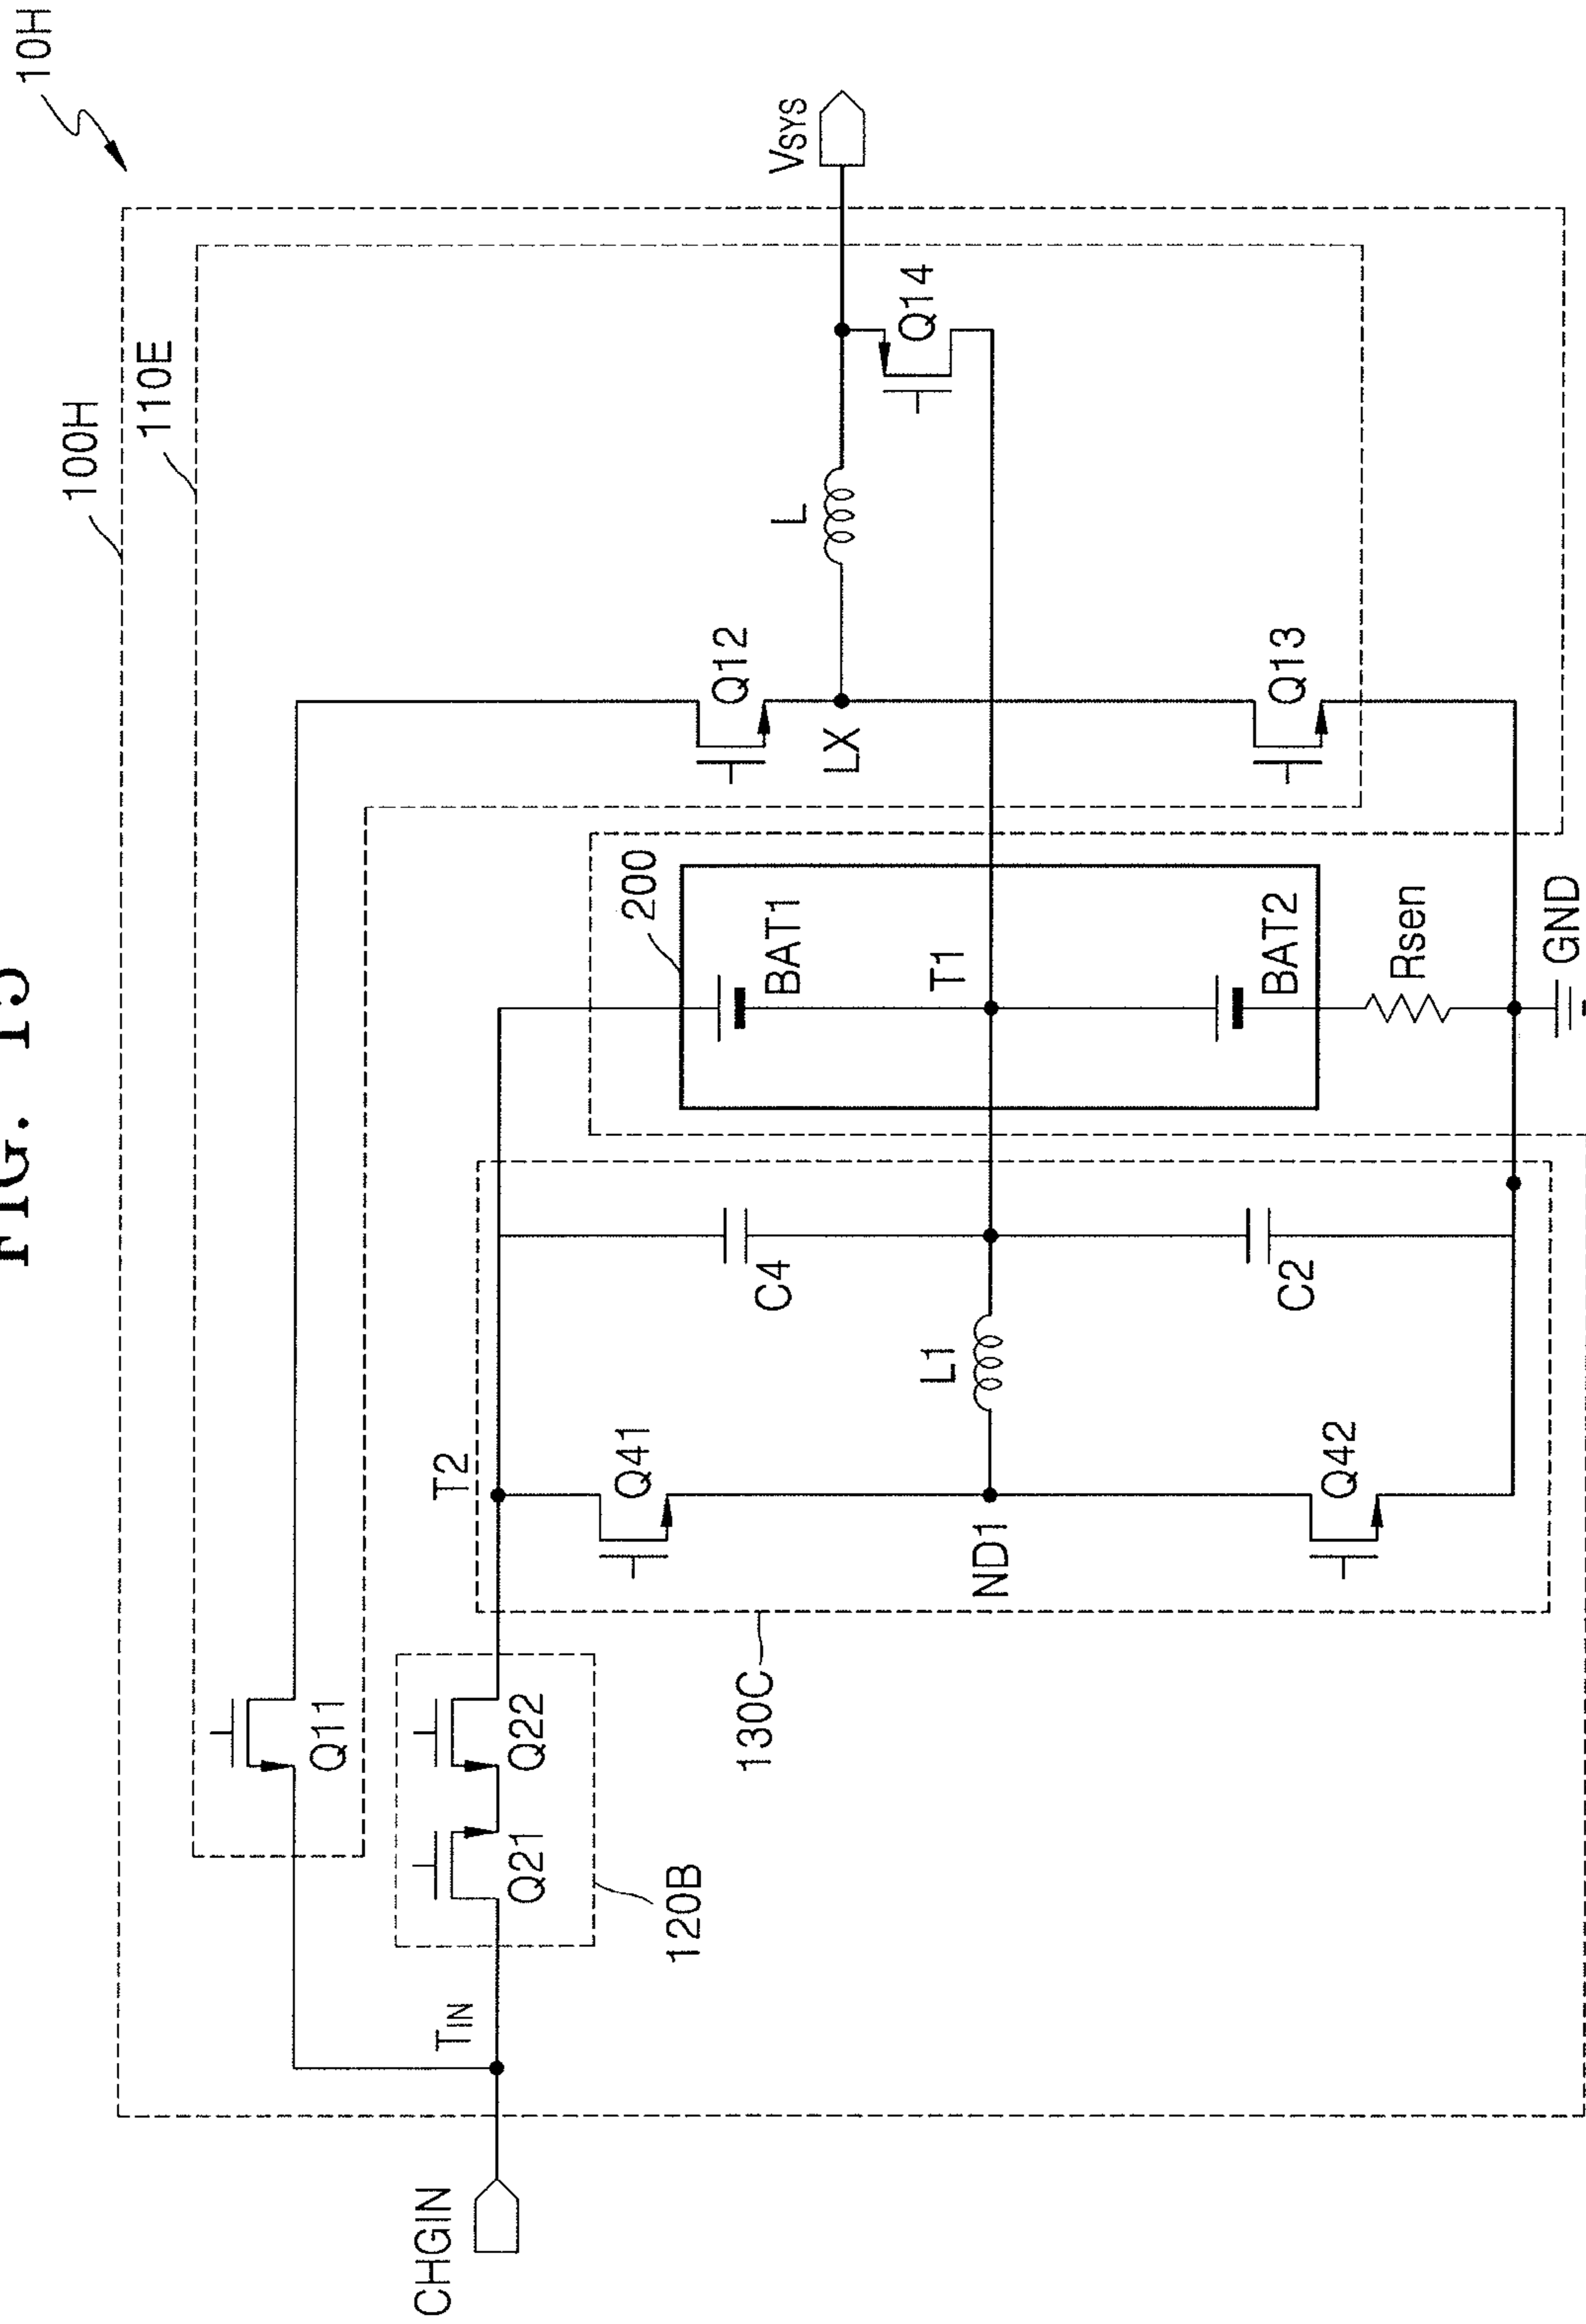 FIG. 15
10H
100H
110E
VSYS
Q14
L
Q12
LX
Q13
200
BAT1
T1
BAT2
Rsen
GND
C4
C2
L1
T2
Q41
ND1
Q42
130C
Q11
Q22
Q21
120B
TIN
CHGIN